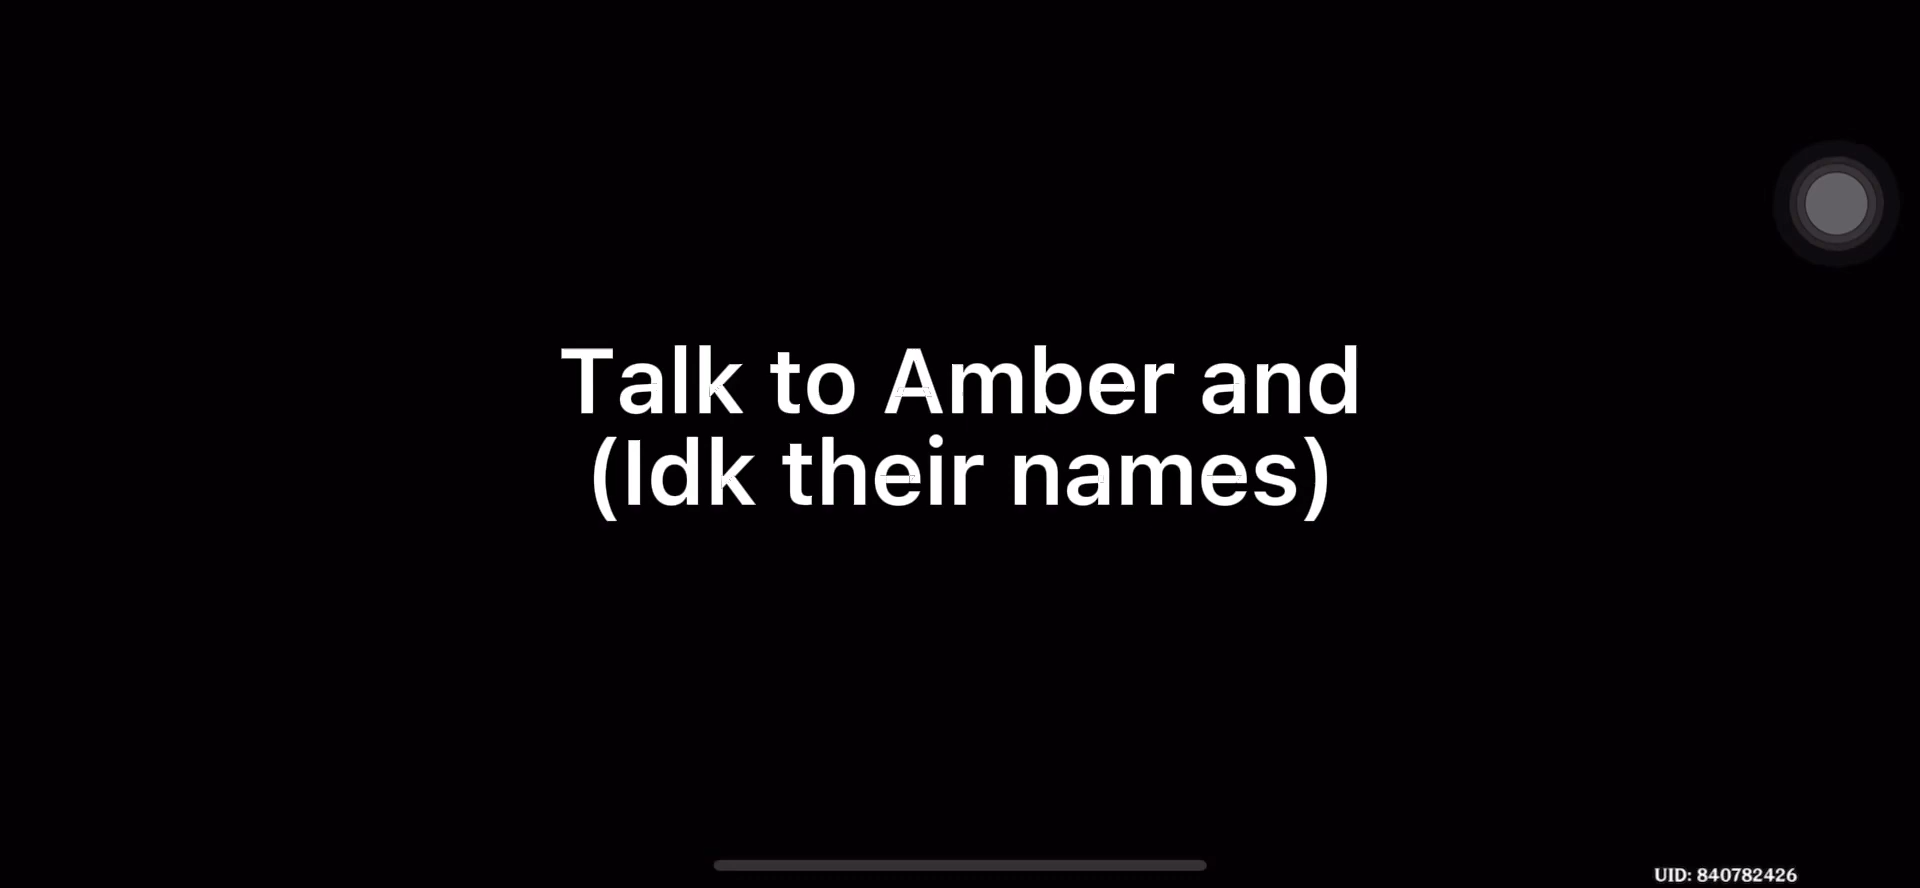 Talk to Amber and
(Idk their names)
UID: 840782426